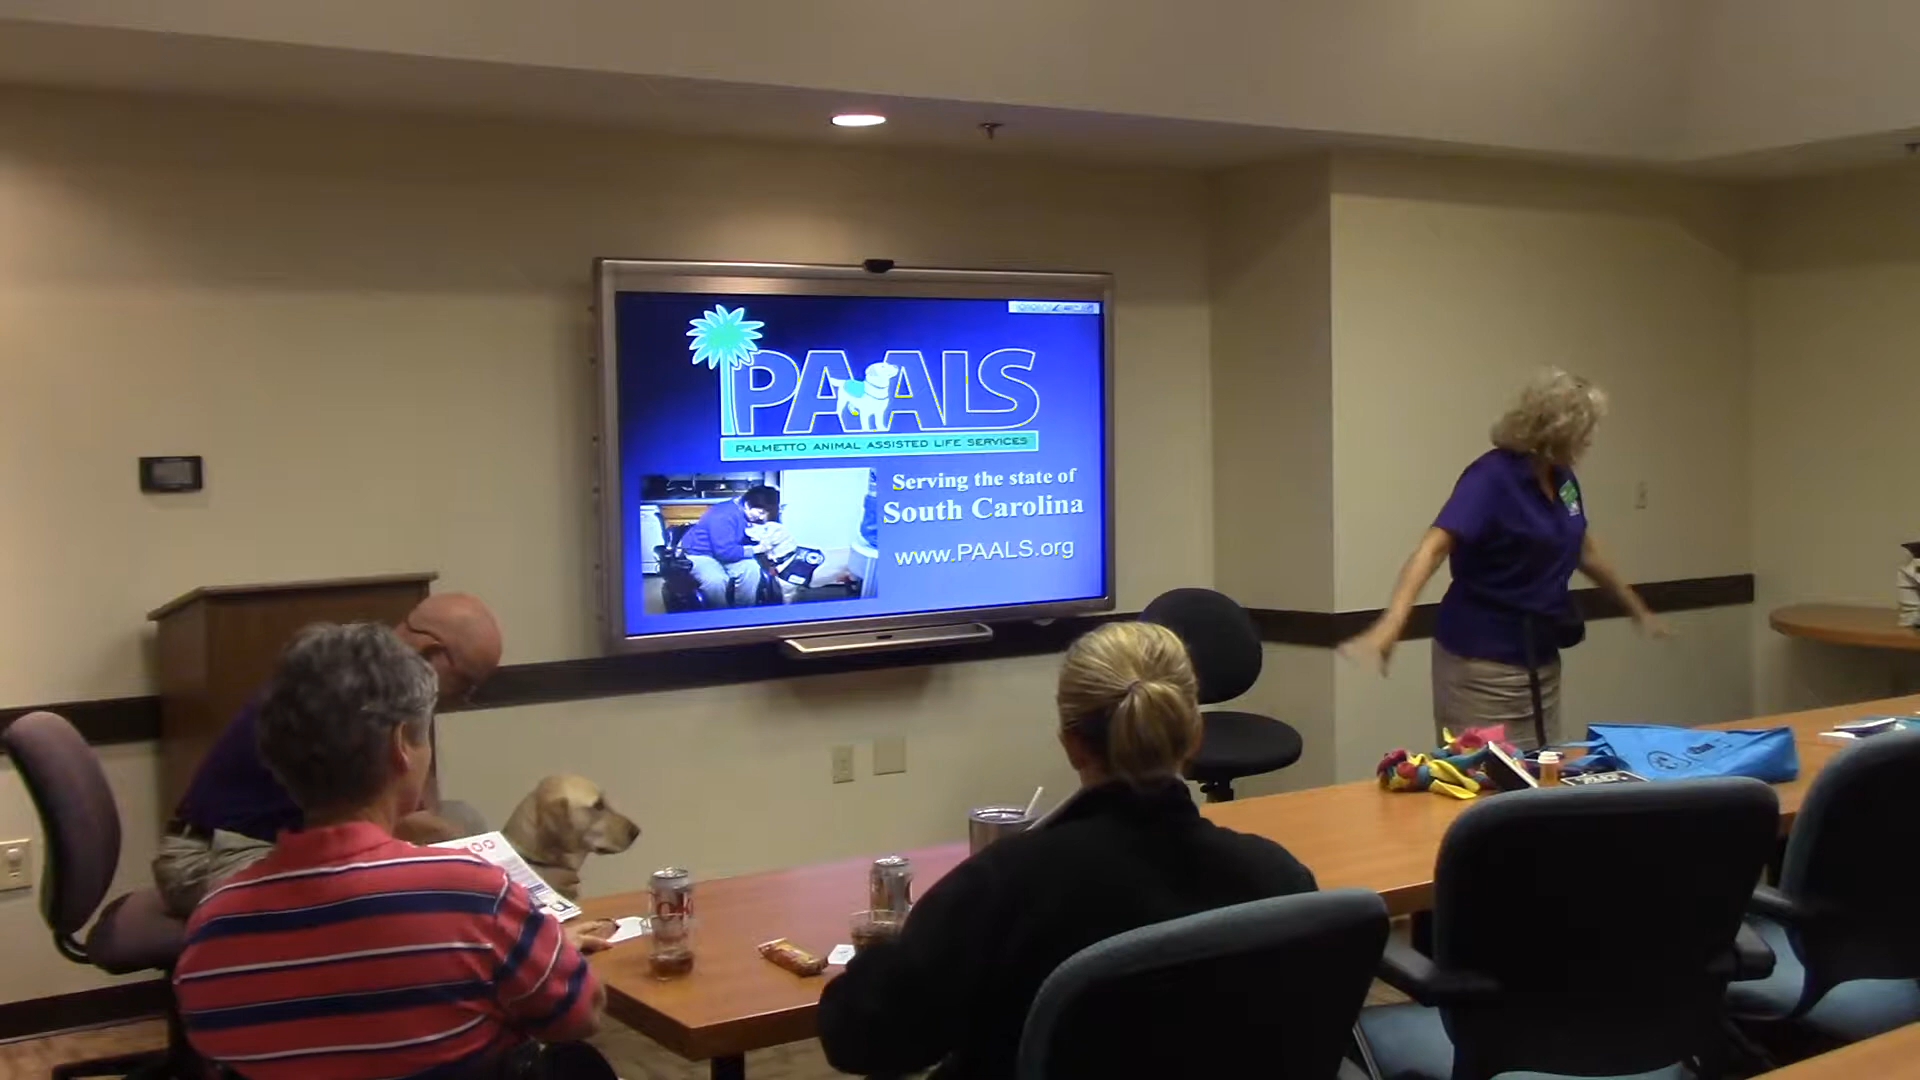 PAALS
PALMETTO ANIMAL ASSISTED LIFE SERVICES
Serving the state of
South Carolina
www.PAALS.org